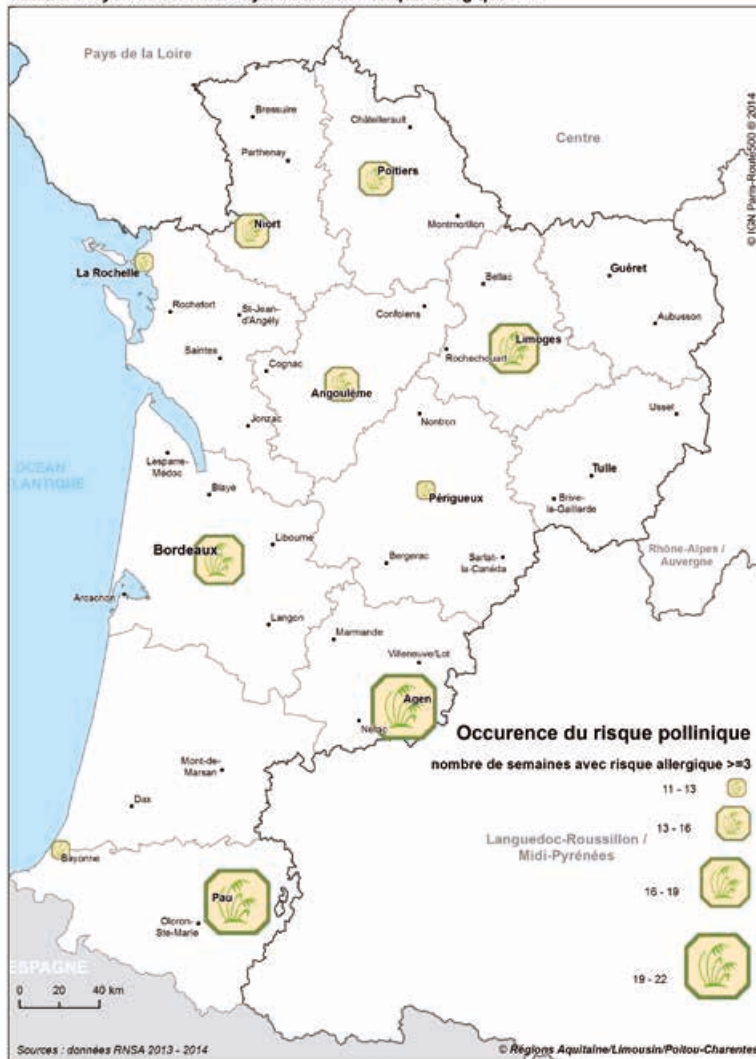 Pays de la Loire
Bressuire
Châtellerault
Parthenay
Centre
Poitiers
Niort
Montmorillon
© IGN Paris-Route500 ® 2014
La Rochelle
Bellac
Guéret
Rochefort
St-Jean-
d'Angély
Confolens
Aubusson
Limoges
Saintes
Cognac
Rochechouart
Angoulême
Jonzac
Nontron
Ussel
Lesparre-
Médoc
OCEAN
ATLANTIQUE
Tulle
Blaye
Périgueux
Brive-
la-Gaillarde
Bordeaux
Libourne
Bergerac
Sarlat-
la-Canéda
Rhône-Alpes /
Auvergne
Arcachon
Langon
Marmande
Villeneuve/Lot
Agen
Nérac
Occurence du risque pollinique
nombre de semaines avec risque allergique >=3
Mont-de-
Marsan
11 - 13
Dax
13 - 16
Languedoc-Roussillon /
Midi-Pyrénées
Bayonne
16 - 19
Pau
Oloron-
Ste-Marie
ESPAGNE
19 - 22
0 20 40 km
Sources : données RNSA 2013 - 2014
© Régions Aquitaine/Limousin/Poitou-Charentes